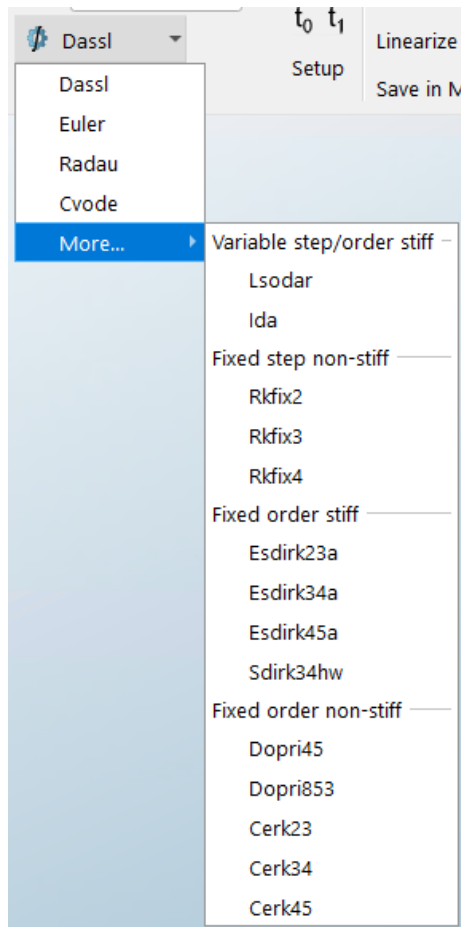 Dassl
t0 t1
Setup
Linearize
Save in M
Dassl
Euler
Radau
Cvode
More...
Variable step/order stiff
Lsodar
Ida
Fixed step non-stiff
Rkfix2
Rkfix3
Rkfix4
Fixed order stiff
Esdirk23a
Esdirk34a
Esdirk45a
Sdirk34hw
Fixed order non-stiff
Dopri45
Dopri853
Cerk23
Cerk34
Cerk45